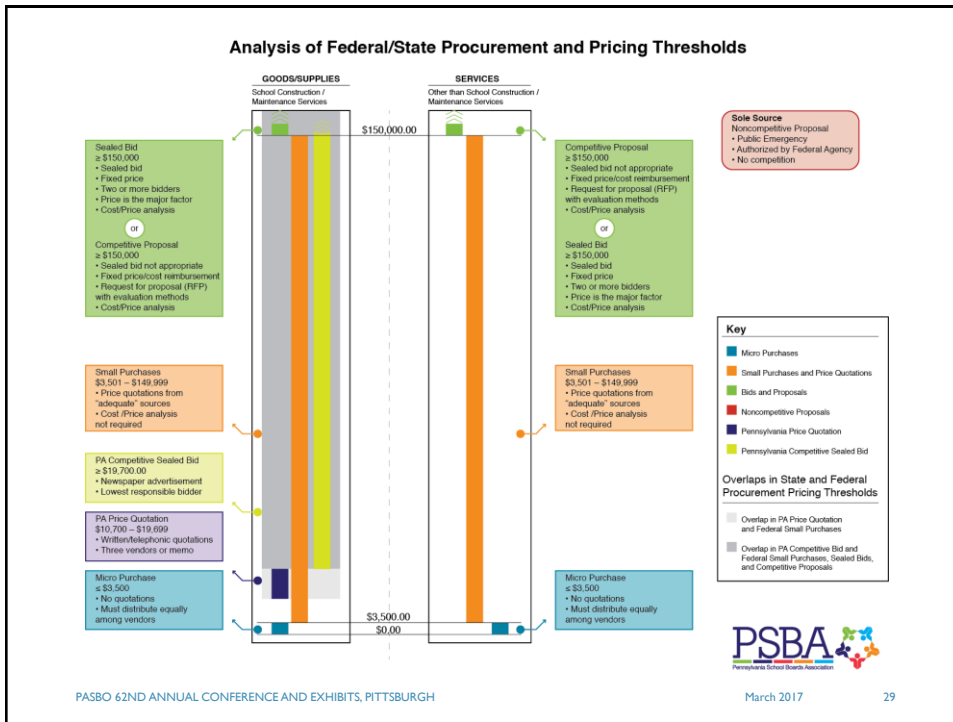 Analysis of Federal/State Procurement and Pricing Thresholds
GOODS/SUPPLIES
School Construction /
Maintenance Services
SERVICES
Other than School Construction /
Maintenance Services
$150,000.00
Sealed Bid
≥ $150,000
• Sealed bid
• Fixed price
• Two or more bidders
• Price is the major factor
• Cost/Price analysis
or
Competitive Proposal
≥ $150,000
• Sealed bid not appropriate
• Fixed price/cost reimbursement
• Request for proposal (RFP)
with evaluation methods
• Cost/Price analysis
Small Purchases
$3,501 – $149,999
• Price quotations from
"adequate" sources
• Cost /Price analysis
not required
PA Competitive Sealed Bid
≥ $19,700.00
• Newspaper advertisement
• Lowest responsible bidder
PA Price Quotation
$10,700 – $19,699
• Written/telephonic quotations
• Three vendors or memo
Micro Purchase
≤ $3,500
• No quotations
• Must distribute equally
among vendors
$3,500.00
$0.00
Competitive Proposal
≥ $150,000
• Sealed bid not appropriate
• Fixed price/cost reimbursement
• Request for proposal (RFP)
with evaluation methods
• Cost/Price analysis
or
Sealed Bid
≥ $150,000
• Sealed bid
• Fixed price
• Two or more bidders
• Price is the major factor
• Cost/Price analysis
Small Purchases
$3,501 – $149,999
• Price quotations from
"adequate" sources
• Cost /Price analysis
not required
Micro Purchase
≤ $3,500
• No quotations
• Must distribute equally
among vendors
Sole Source
Noncompetitive Proposal
• Public Emergency
• Authorized by Federal Agency
• No competition
Key
Micro Purchases
Small Purchases and Price Quotations
Bids and Proposals
Noncompetitive Proposals
Pennsylvania Price Quotation
Pennsylvania Competitive Sealed Bid
Overlaps in State and Federal
Procurement Pricing Thresholds
Overlap in PA Price Quotation
and Federal Small Purchases
Overlap in PA Competitive Bid and
Federal Small Purchases, Sealed Bids,
and Competitive Proposals
PSBA
Pennsylvania School Boards Association
PASBO 62ND ANNUAL CONFERENCE AND EXHIBITS, PITTSBURGH
March 2017
29